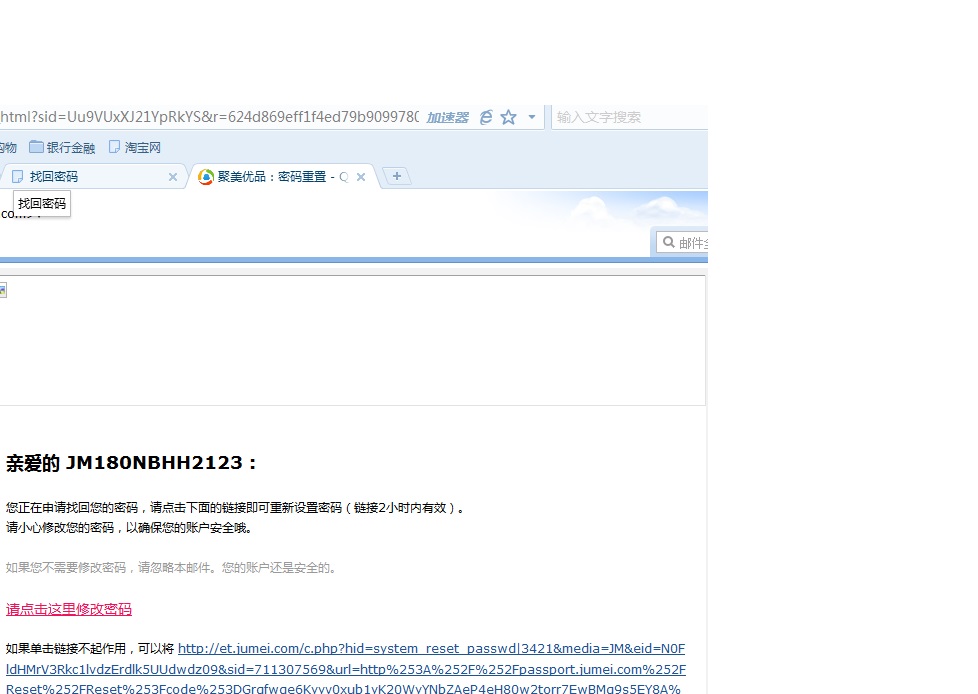 html?sid=Uu9VUxXJ21YpRkYS&r=624d869eff1f4ed79b9099780 加速器 输入文字搜索
购物 银行金融 淘宝网
找回密码 聚美优品:密码重置 - Q
找回密码
com>
邮件全
亲爱的 JM180NBHH2123:
您正在申请找回您的密码,请点击下面的链接即可重新设置密码(链接2小时内有效)。
请小心修改您的密码,以确保您的账户安全哦。
如果您不需要修改密码,请忽略本邮件。您的账户还是安全的。
请点击这里修改密码
如果单击链接不起作用,可以将 http://et.jumei.com/c.php?hid=system_reset_passwd|3421&media=JM&eid=N0F
ldHMrV3Rkc1lvdzErdlk5UUdwdz09&sid=711307569&url=http%253A%252F%252Fpassport.jumei.com%252F
Reset%252FReset%253Fcode%253DGrqfwge6Kyvv0xub1yK20WyYNbZAeP4eH80w2torr7EwBMg9s5EY8A%